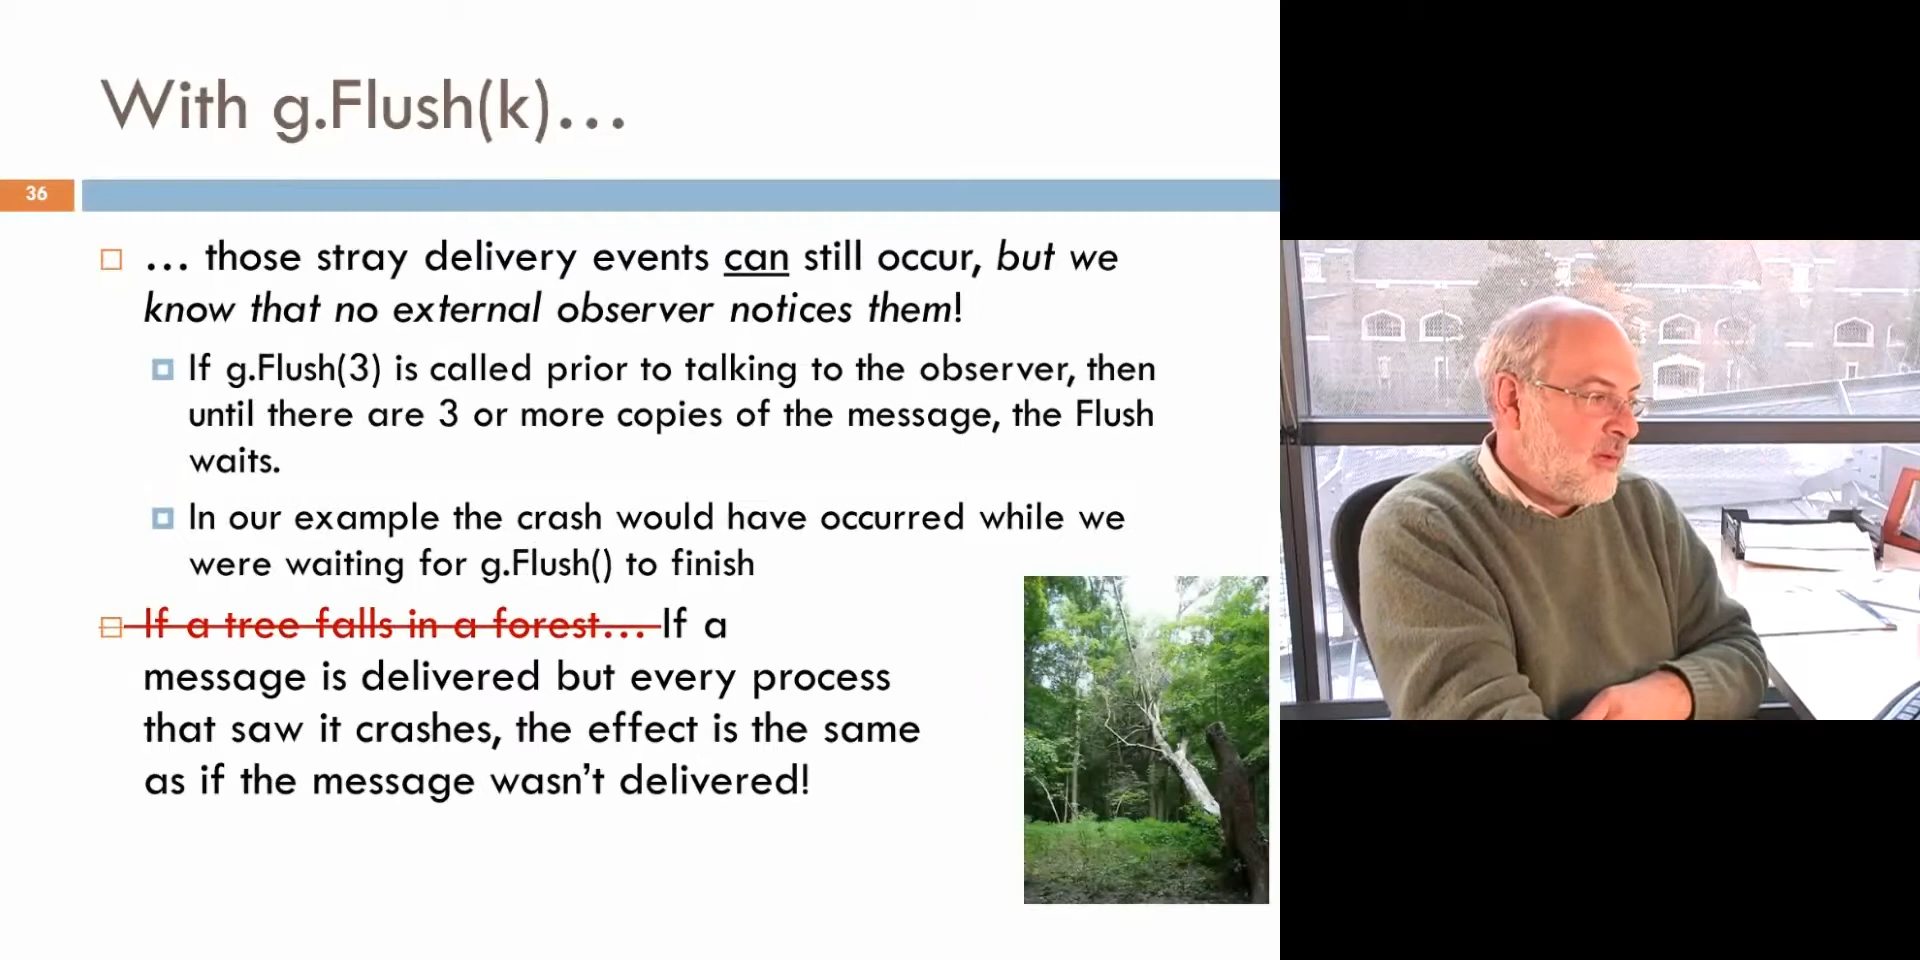 With g.Flush(k)...
36
... those stray delivery events can still occur, but we
know that no external observer notices them!
If g.Flush(3) is called prior to talking to the observer, then
until there are 3 or more copies of the message, the Flush
waits.
In our example the crash would have occurred while we
were waiting for g.Flush() to finish
If a tree falls in a forest... If a
message is delivered but every process
that saw it crashes, the effect is the same
as if the message wasn't delivered!